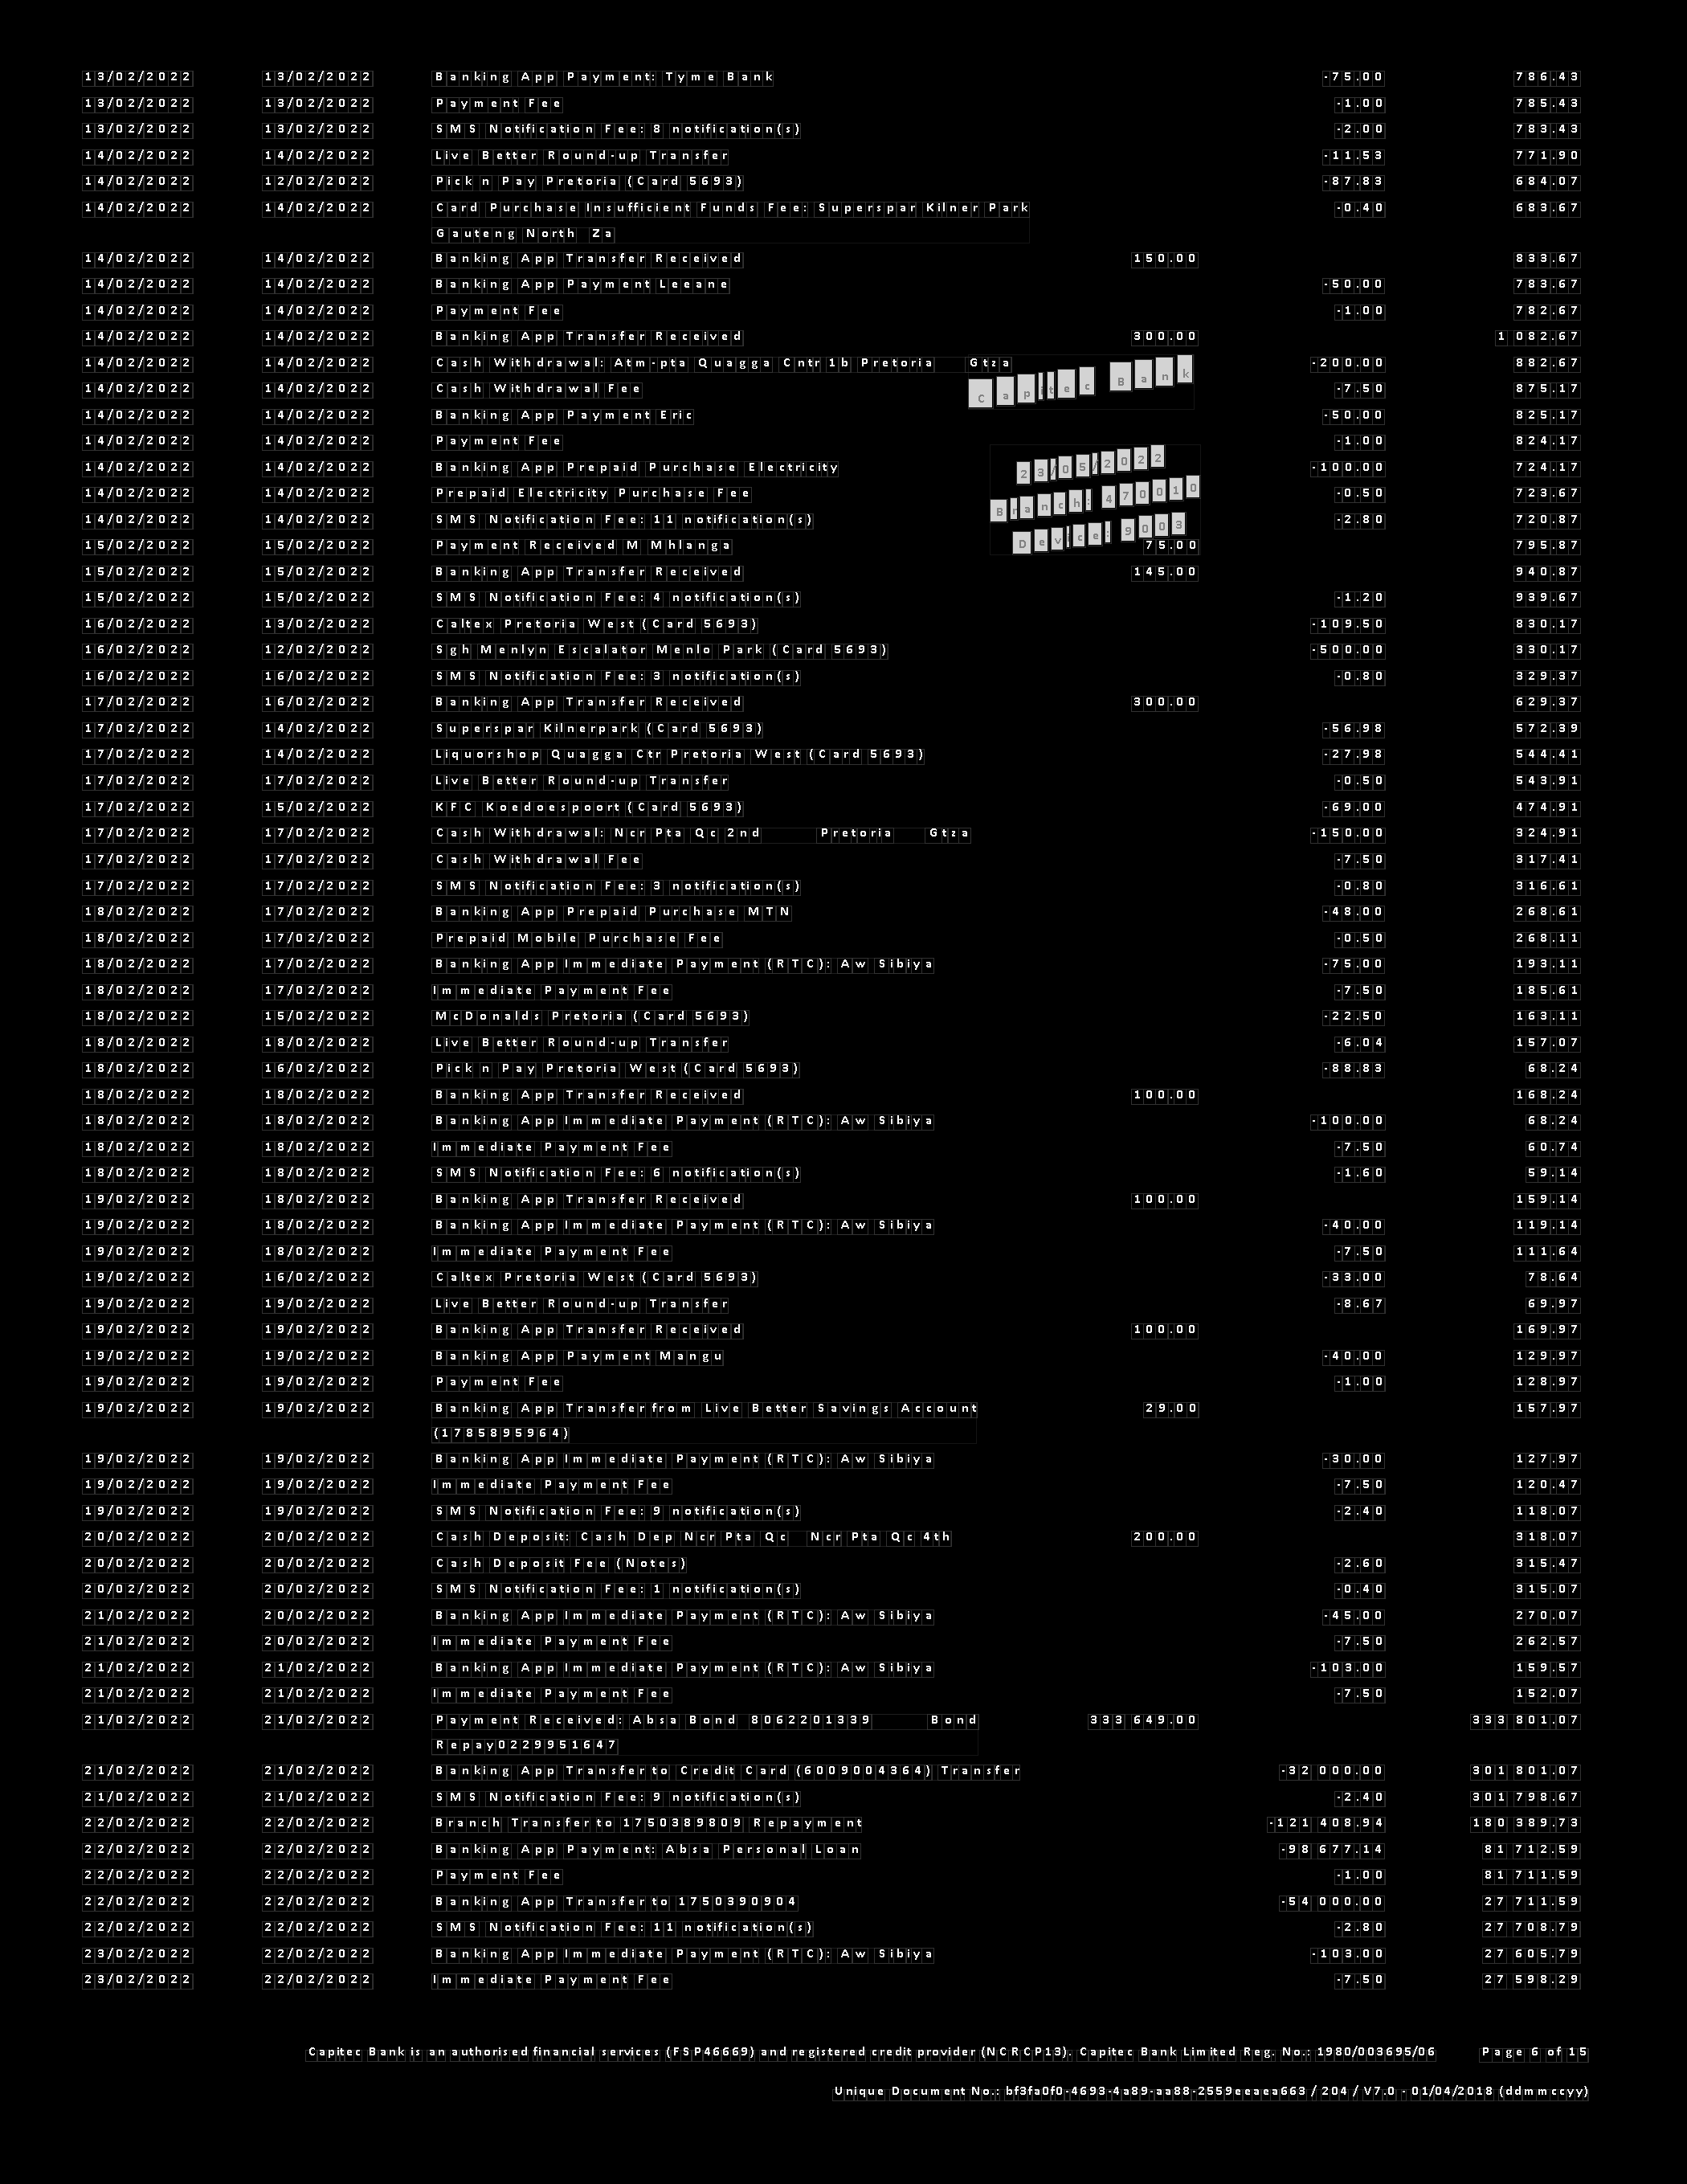 13/02/2022 13/02/2022 Banking App Payment: Tyme Bank -75.00 786.43
13/02/2022 13/02/2022 Payment Fee -1.00 785.43
13/02/2022 13/02/2022 SMS Notification Fee: 8 notification(s) -2.00 783.43
14/02/2022 14/02/2022 Live Better Round-up Transfer -11.53 771.90
14/02/2022 12/02/2022 Pick n Pay Pretoria (Card 5693) -87.83 684.07
14/02/2022 14/02/2022 Card Purchase Insufficient Funds Fee: Superspar Kilner Park -0.40 683.67
Gauteng North Za
14/02/2022 14/02/2022 Banking App Transfer Received 150.00 833.67
14/02/2022 14/02/2022 Banking App Payment Leeane -50.00 783.67
14/02/2022 14/02/2022 Payment Fee -1.00 782.67
14/02/2022 14/02/2022 Banking App Transfer Received 300.00 1 082.67
14/02/2022 14/02/2022 Cash Withdrawal: Atm-pta Quagga Cntr 1b Pretoria Gtza -200.00 882.67
Capitec Bank
14/02/2022 14/02/2022 Cash Withdrawal Fee -7.50 875.17
14/02/2022 14/02/2022 Banking App Payment Eric -50.00 825.17
14/02/2022 14/02/2022 Payment Fee -1.00 824.17
23/05/2022
14/02/2022 14/02/2022 Banking App Prepaid Purchase Electricity -100.00 724.17
14/02/2022 14/02/2022 Prepaid Electricity Purchase Fee -0.50 723.67
Branch: 470010
14/02/2022 14/02/2022 SMS Notification Fee: 11 notification(s) -2.80 720.87
Device: 9003
15/02/2022 15/02/2022 Payment Received M Mhlanga 75.00 795.87
15/02/2022 15/02/2022 Banking App Transfer Received 145.00 940.87
15/02/2022 15/02/2022 SMS Notification Fee: 4 notification(s) -1.20 939.67
16/02/2022 13/02/2022 Caltex Pretoria West (Card 5693) -109.50 830.17
16/02/2022 12/02/2022 Sgh Menlyn Escalator Menlo Park (Card 5693) -500.00 330.17
16/02/2022 16/02/2022 SMS Notification Fee: 3 notification(s) -0.80 329.37
17/02/2022 16/02/2022 Banking App Transfer Received 300.00 629.37
17/02/2022 14/02/2022 Superspar Kilnerpark (Card 5693) -56.98 572.39
17/02/2022 14/02/2022 Liquorshop Quagga Ctr Pretoria West (Card 5693) -27.98 544.41
17/02/2022 17/02/2022 Live Better Round-up Transfer -0.50 543.91
17/02/2022 15/02/2022 KFC Koedoespoort (Card 5693) -69.00 474.91
17/02/2022 17/02/2022 Cash Withdrawal: Ncr Pta Qc 2nd Pretoria Gtza -150.00 324.91
17/02/2022 17/02/2022 Cash Withdrawal Fee -7.50 317.41
17/02/2022 17/02/2022 SMS Notification Fee: 3 notification(s) -0.80 316.61
18/02/2022 17/02/2022 Banking App Prepaid Purchase MTN -48.00 268.61
18/02/2022 17/02/2022 Prepaid Mobile Purchase Fee -0.50 268.11
18/02/2022 17/02/2022 Banking App Immediate Payment (RTC): Aw Sibiya -75.00 193.11
18/02/2022 17/02/2022 Immediate Payment Fee -7.50 185.61
18/02/2022 15/02/2022 McDonalds Pretoria (Card 5693) -22.50 163.11
18/02/2022 18/02/2022 Live Better Round-up Transfer -6.04 157.07
18/02/2022 16/02/2022 Pick n Pay Pretoria West (Card 5693) -88.83 68.24
18/02/2022 18/02/2022 Banking App Transfer Received 100.00 168.24
18/02/2022 18/02/2022 Banking App Immediate Payment (RTC): Aw Sibiya -100.00 68.24
18/02/2022 18/02/2022 Immediate Payment Fee -7.50 60.74
18/02/2022 18/02/2022 SMS Notification Fee: 6 notification(s) -1.60 59.14
19/02/2022 18/02/2022 Banking App Transfer Received 100.00 159.14
19/02/2022 18/02/2022 Banking App Immediate Payment (RTC): Aw Sibiya -40.00 119.14
19/02/2022 18/02/2022 Immediate Payment Fee -7.50 111.64
19/02/2022 16/02/2022 Caltex Pretoria West (Card 5693) -33.00 78.64
19/02/2022 19/02/2022 Live Better Round-up Transfer -8.67 69.97
19/02/2022 19/02/2022 Banking App Transfer Received 100.00 169.97
19/02/2022 19/02/2022 Banking App Payment Mangu -40.00 129.97
19/02/2022 19/02/2022 Payment Fee -1.00 128.97
19/02/2022 19/02/2022 Banking App Transfer from Live Better Savings Account 29.00 157.97
(1785895964)
19/02/2022 19/02/2022 Banking App Immediate Payment (RTC): Aw Sibiya -30.00 127.97
19/02/2022 19/02/2022 Immediate Payment Fee -7.50 120.47
19/02/2022 19/02/2022 SMS Notification Fee: 9 notification(s) -2.40 118.07
20/02/2022 20/02/2022 Cash Deposit: Cash Dep Ncr Pta Qc Ncr Pta Qc 4th 200.00 318.07
20/02/2022 20/02/2022 Cash Deposit Fee (Notes) -2.60 315.47
20/02/2022 20/02/2022 SMS Notification Fee: 1 notification(s) -0.40 315.07
21/02/2022 20/02/2022 Banking App Immediate Payment (RTC): Aw Sibiya -45.00 270.07
21/02/2022 20/02/2022 Immediate Payment Fee -7.50 262.57
21/02/2022 21/02/2022 Banking App Immediate Payment (RTC): Aw Sibiya -103.00 159.57
21/02/2022 21/02/2022 Immediate Payment Fee -7.50 152.07
21/02/2022 21/02/2022 Payment Received: Absa Bond 8062201339 Bond 333 649.00 333 801.07
Repay0229951647
21/02/2022 21/02/2022 Banking App Transfer to Credit Card (6009004364) Transfer -32 000.00 301 801.07
21/02/2022 21/02/2022 SMS Notification Fee: 9 notification(s) -2.40 301 798.67
22/02/2022 22/02/2022 Branch Transfer to 1750389809 Repayment -121 408.94 180 389.73
22/02/2022 22/02/2022 Banking App Payment: Absa Personal Loan -98 677.14 81 712.59
22/02/2022 22/02/2022 Payment Fee -1.00 81 711.59
22/02/2022 22/02/2022 Banking App Transfer to 1750390904 -54 000.00 27 711.59
22/02/2022 22/02/2022 SMS Notification Fee: 11 notification(s) -2.80 27 708.79
23/02/2022 22/02/2022 Banking App Immediate Payment (RTC): Aw Sibiya -103.00 27 605.79
23/02/2022 22/02/2022 Immediate Payment Fee -7.50 27 598.29
Capitec Bank is an authorised financial services (FSP46669) and registered credit provider (NCRCP13). Capitec Bank Limited Reg. No.: 1980/003695/06 Page 6 of 15
Unique Document No.: bf3fa0f0-4693-4a89-aa88-2559eeaea663 / 204 / V7.0 - 01/04/2018 (ddmmccyy)